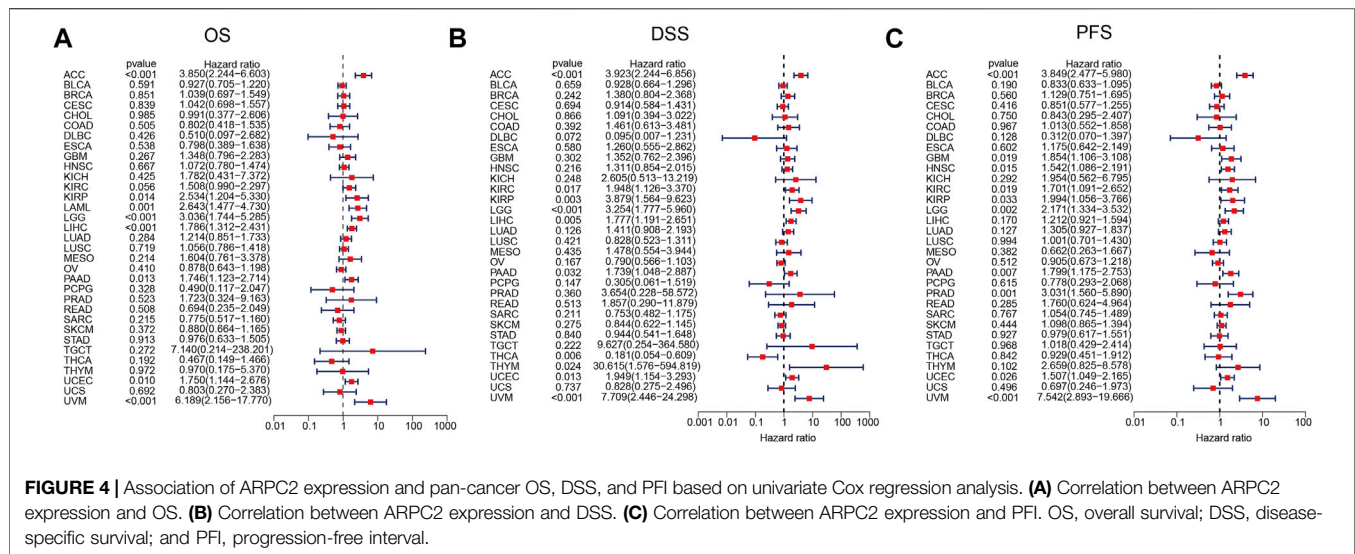 A
OS
pvalue Hazard ratio
ACC <0.001 3.850(2.244−6.603)
BLCA 0.591 0.927(0.705−1.220)
BRCA 0.851 1.039(0.697−1.549)
CESC 0.839 1.042(0.698−1.557)
CHOL 0.985 0.991(0.377−2.606)
COAD 0.505 0.802(0.418−1.535)
DLBC 0.426 0.510(0.097−2.682)
ESCA 0.538 0.798(0.389−1.638)
GBM 0.267 1.348(0.796−2.283)
HNSC 0.667 1.072(0.780−1.474)
KICH 0.425 1.782(0.431−7.372)
KIRC 0.056 1.508(0.990−2.297)
KIRP 0.014 2.534(1.204−5.330)
LAML 0.001 2.643(1.477−4.730)
LGG <0.001 3.036(1.744−5.285)
LIHC <0.001 1.786(1.312−2.431)
LUAD 0.284 1.214(0.851−1.733)
LUSC 0.719 1.056(0.786−1.418)
MESO 0.214 1.604(0.761−3.378)
OV 0.410 0.878(0.643−1.198)
PAAD 0.013 1.746(1.123−2.714)
PCPG 0.328 0.490(0.117−2.047)
PRAD 0.523 1.723(0.324−9.163)
READ 0.508 0.694(0.235−2.049)
SARC 0.215 0.775(0.517−1.160)
SKCM 0.372 0.880(0.664−1.165)
STAD 0.913 0.976(0.633−1.505)
TGCT 0.272 7.140(0.214−238.201)
THCA 0.192 0.467(0.149−1.466)
THYM 0.972 0.970(0.175−5.370)
UCEC 0.010 1.750(1.144−2.676)
UCS 0.692 0.803(0.270−2.383)
UVM <0.001 6.189(2.156−17.770)
0.01 0.1 1 10 100 1000
Hazard ratio
B
DSS
pvalue Hazard ratio
ACC <0.001 3.923(2.244−6.856)
BLCA 0.659 0.928(0.664−1.296)
BRCA 0.242 1.380(0.804−2.368)
CESC 0.694 0.914(0.584−1.431)
CHOL 0.866 1.091(0.394−3.022)
COAD 0.392 1.461(0.613−3.481)
DLBC 0.072 0.095(0.007−1.231)
ESCA 0.580 1.260(0.555−2.862)
GBM 0.302 1.352(0.762−2.396)
HNSC 0.216 1.311(0.854−2.015)
KICH 0.248 2.605(0.513−13.219)
KIRC 0.017 1.948(1.126−3.370)
KIRP 0.003 3.879(1.564−9.623)
LGG <0.001 3.254(1.777−5.960)
LIHC 0.005 1.777(1.191−2.651)
LUAD 0.126 1.411(0.908−2.193)
LUSC 0.421 0.828(0.523−1.311)
MESO 0.435 1.478(0.554−3.944)
OV 0.167 0.790(0.566−1.103)
PAAD 0.032 1.739(1.048−2.887)
PCPG 0.147 0.305(0.061−1.519)
PRAD 0.360 3.654(0.228−58.572)
READ 0.513 1.857(0.290−11.879)
SARC 0.211 0.753(0.482−1.175)
SKCM 0.275 0.844(0.622−1.145)
STAD 0.840 0.944(0.541−1.648)
TGCT 0.222 9.627(0.254−364.580)
THCA 0.006 0.181(0.054−0.609)
THYM 0.024 30.615(1.576−594.819)
UCEC 0.013 1.949(1.154−3.293)
UCS 0.737 0.828(0.275−2.496)
UVM <0.001 7.709(2.446−24.298)
0.01 0.1 1 10 100
Hazard ratio
C
PFS
pvalue Hazard ratio
ACC <0.001 3.849(2.477−5.980)
BLCA 0.190 0.833(0.633−1.095)
BRCA 0.560 1.129(0.751−1.695)
CESC 0.416 0.851(0.577−1.255)
CHOL 0.750 0.843(0.295−2.407)
COAD 0.967 1.013(0.552−1.858)
DLBC 0.128 0.312(0.070−1.397)
ESCA 0.602 1.175(0.642−2.149)
GBM 0.019 1.854(1.106−3.108)
HNSC 0.015 1.542(1.086−2.191)
KICH 0.292 1.954(0.562−6.795)
KIRC 0.019 1.701(1.091−2.652)
KIRP 0.033 1.994(1.056−3.766)
LGG 0.002 2.171(1.334−3.532)
LIHC 0.170 1.212(0.921−1.594)
LUAD 0.127 1.305(0.927−1.837)
LUSC 0.994 1.001(0.701−1.430)
MESO 0.382 0.662(0.263−1.667)
OV 0.512 0.905(0.673−1.218)
PAAD 0.007 1.799(1.175−2.753)
PCPG 0.615 0.778(0.293−2.068)
PRAD 0.001 3.031(1.560−5.890)
READ 0.285 1.760(0.624−4.964)
SARC 0.767 1.054(0.745−1.489)
SKCM 0.444 1.098(0.865−1.394)
STAD 0.927 0.979(0.617−1.551)
TGCT 0.968 1.018(0.429−2.414)
THCA 0.842 0.929(0.451−1.912)
THYM 0.102 2.659(0.825−8.578)
UCEC 0.026 1.507(1.049−2.165)
UCS 0.496 0.697(0.246−1.973)
UVM <0.001 7.542(2.893−19.666)
0.01 0.1 1 10
Hazard ratio
FIGURE 4 | Association of ARPC2 expression and pan-cancer OS, DSS, and PFI based on univariate Cox regression analysis. (A) Correlation between ARPC2
expression and OS. (B) Correlation between ARPC2 expression and DSS. (C) Correlation between ARPC2 expression and PFI. OS, overall survival; DSS, disease-
specific survival; and PFI, progression-free interval.